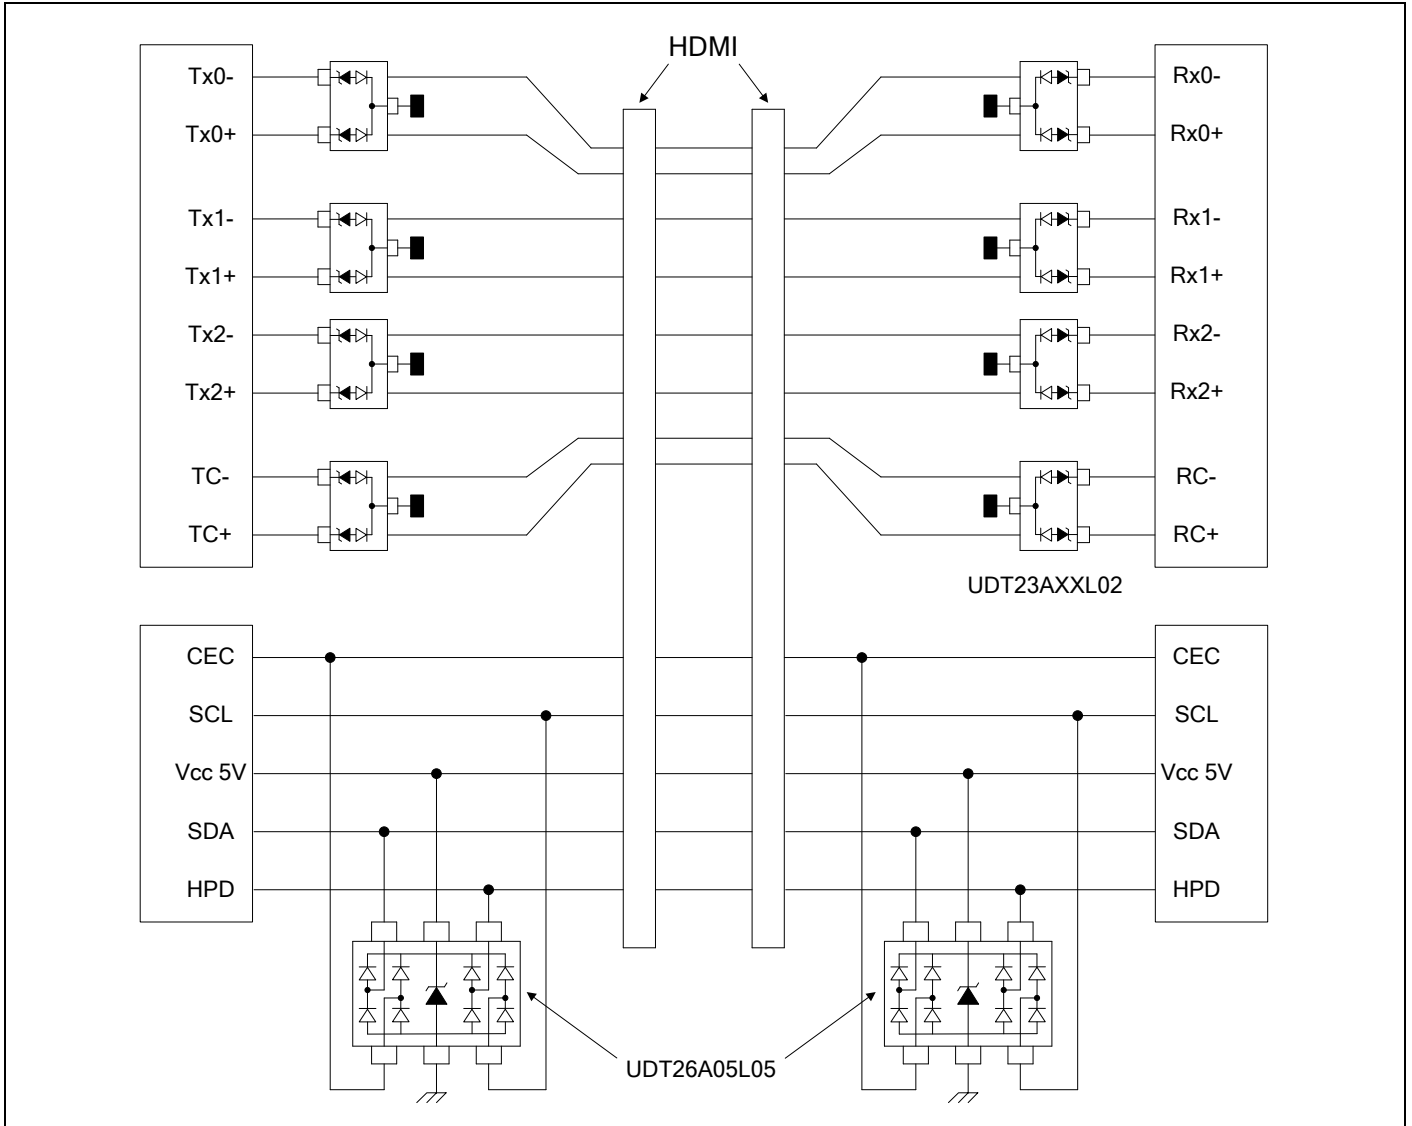 HDMI
Tx0-
Rx0-
Tx0+
Rx0+
Tx1-
Rx1-
Tx1+
Rx1+
Tx2-
Rx2-
Tx2+
Rx2+
TC-
RC-
TC+
RC+
UDT23AXXL02
CEC
CEC
SCL
SCL
Vcc 5V
Vcc 5V
SDA
SDA
HPD
HPD
UDT26A05L05